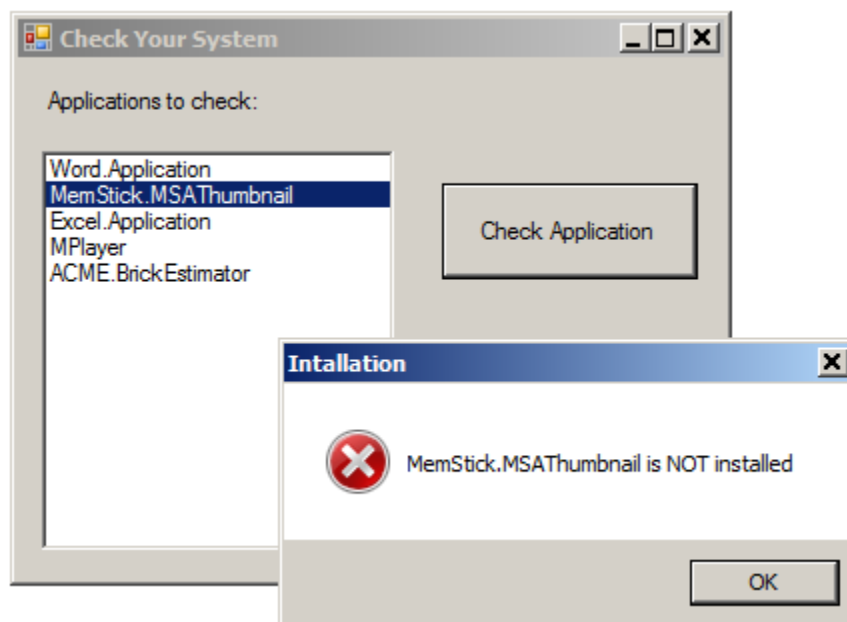 Check Your System
Applications to check:
Word.Application
MemStick.MSAThumbnail
Excel.Application
MPlayer
ACME.BrickEstimator
Check Application
Intallation
MemStick.MSAThumbnail is NOT installed
OK